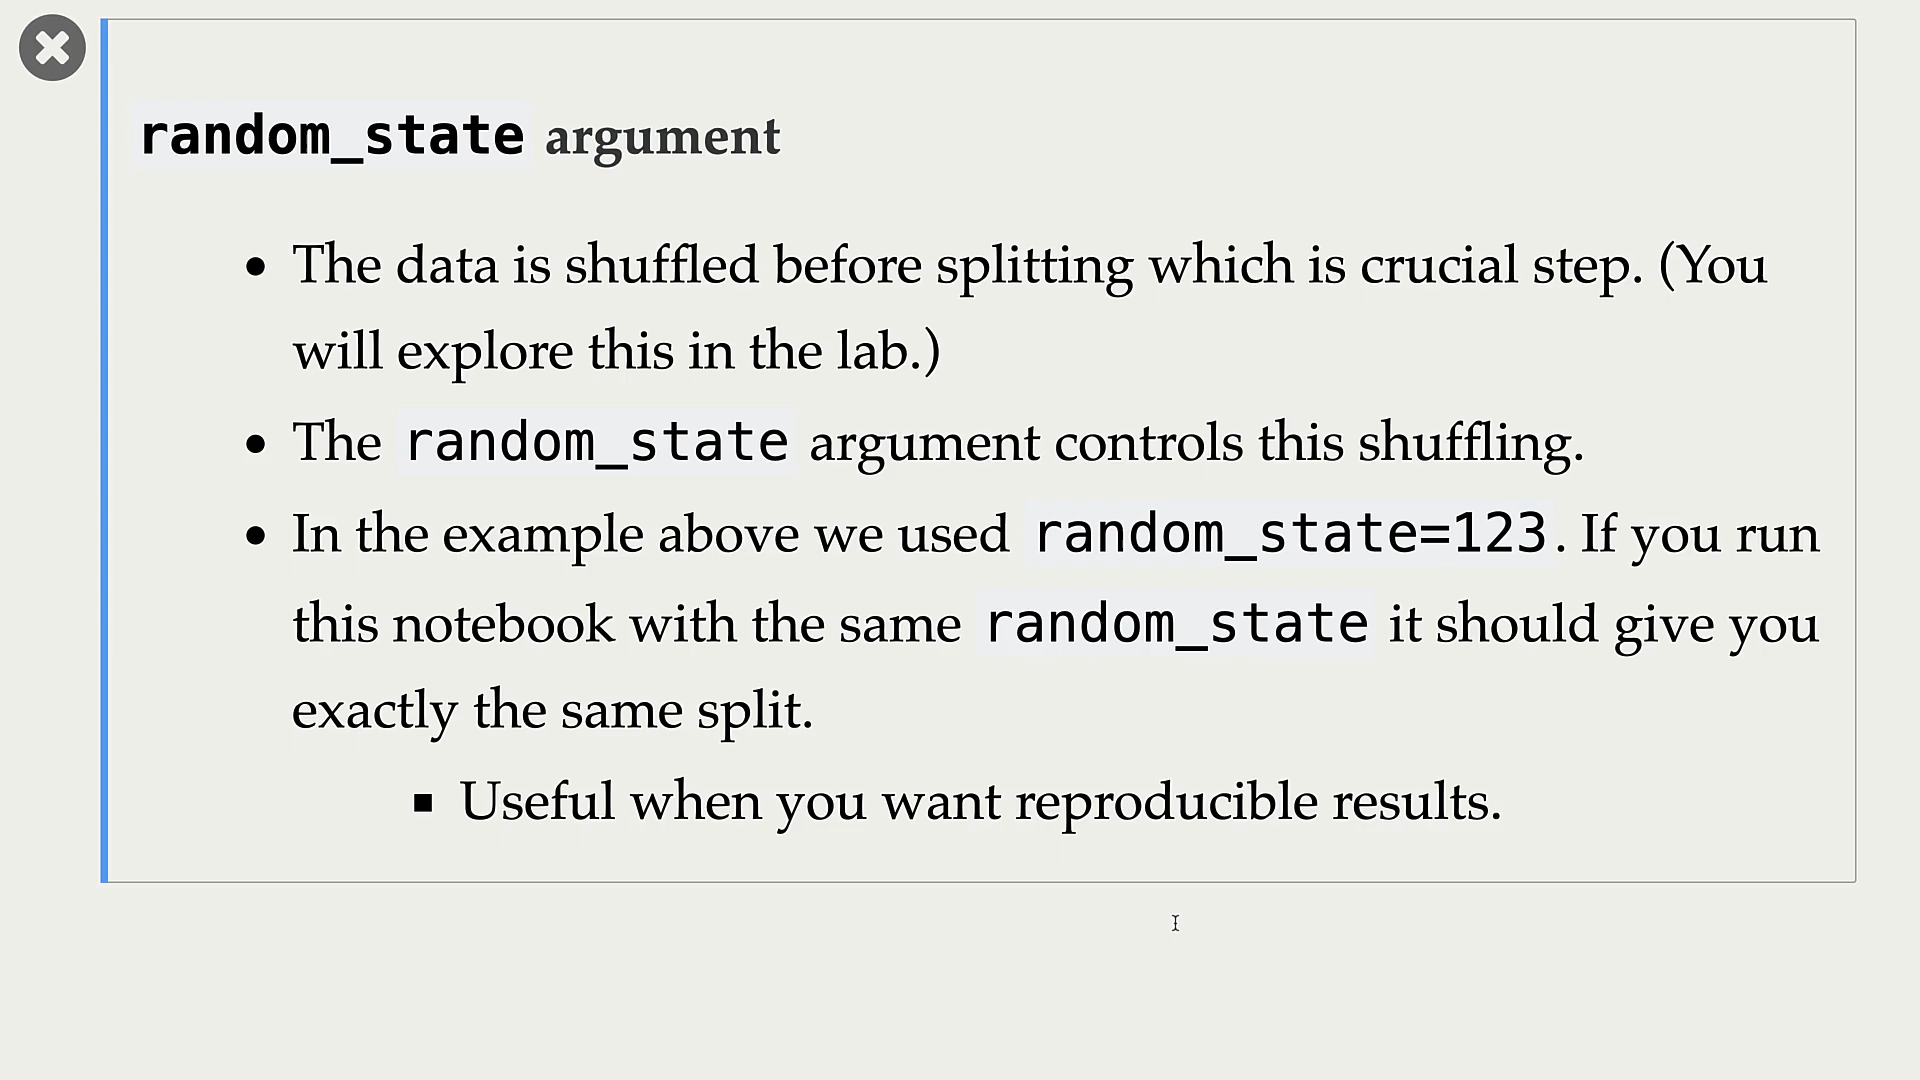 random_state argument
• The data is shuffled before splitting which is crucial step. (You
will explore this in the lab.)
• The random_state argument controls this shuffling.
• In the example above we used random_state=123. If you run
this notebook with the same random_state it should give you
exactly the same split.
▪ Useful when you want reproducible results.